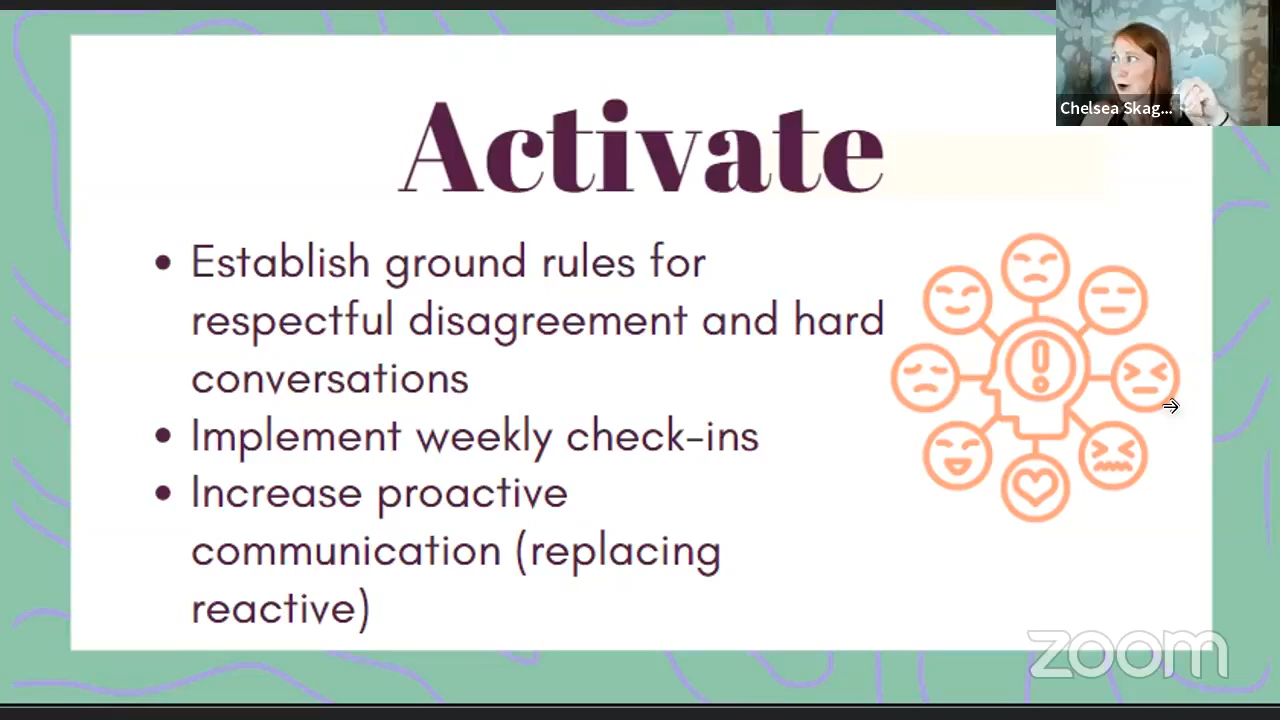 Chelsea Skag...
Activate
• Establish ground rules for
respectful disagreement and hard
conversations
• Implement weekly check-ins
• Increase proactive
communication (replacing
reactive)
zoom